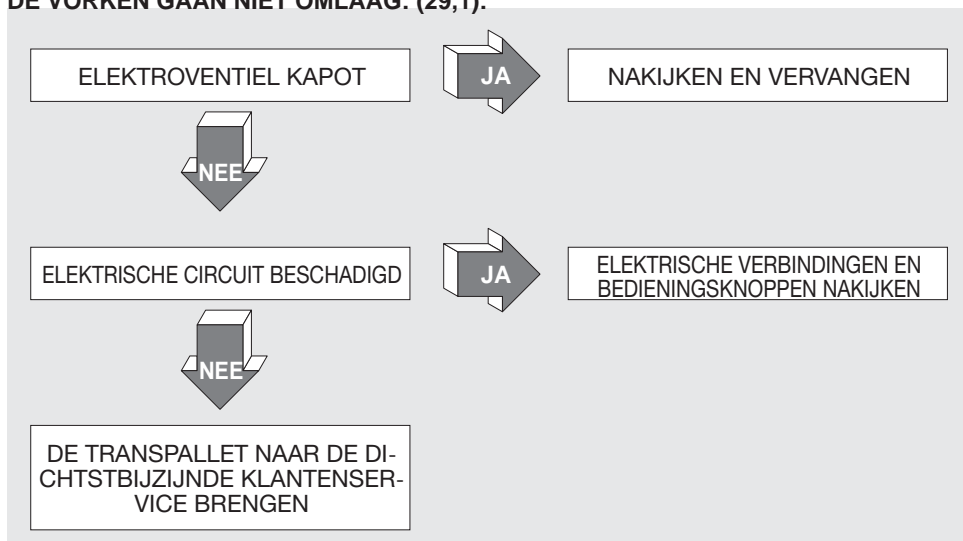 DE VORKEN GAAN NIET OMLAAG: (29,1):
ELEKTROVENTIEL KAPOT
JA
NAKIJKEN EN VERVANGEN
NEE
ELEKTRISCHE CIRCUIT BESCHADIGD
JA
ELEKTRISCHE VERBINDINGEN EN
BEDIENINGSKNOPPEN NAKIJKEN
NEE
DE TRANSPALLET NAAR DE DI-
CHTSTBIJZIJNDE KLANTENSER-
VICE BRENGEN